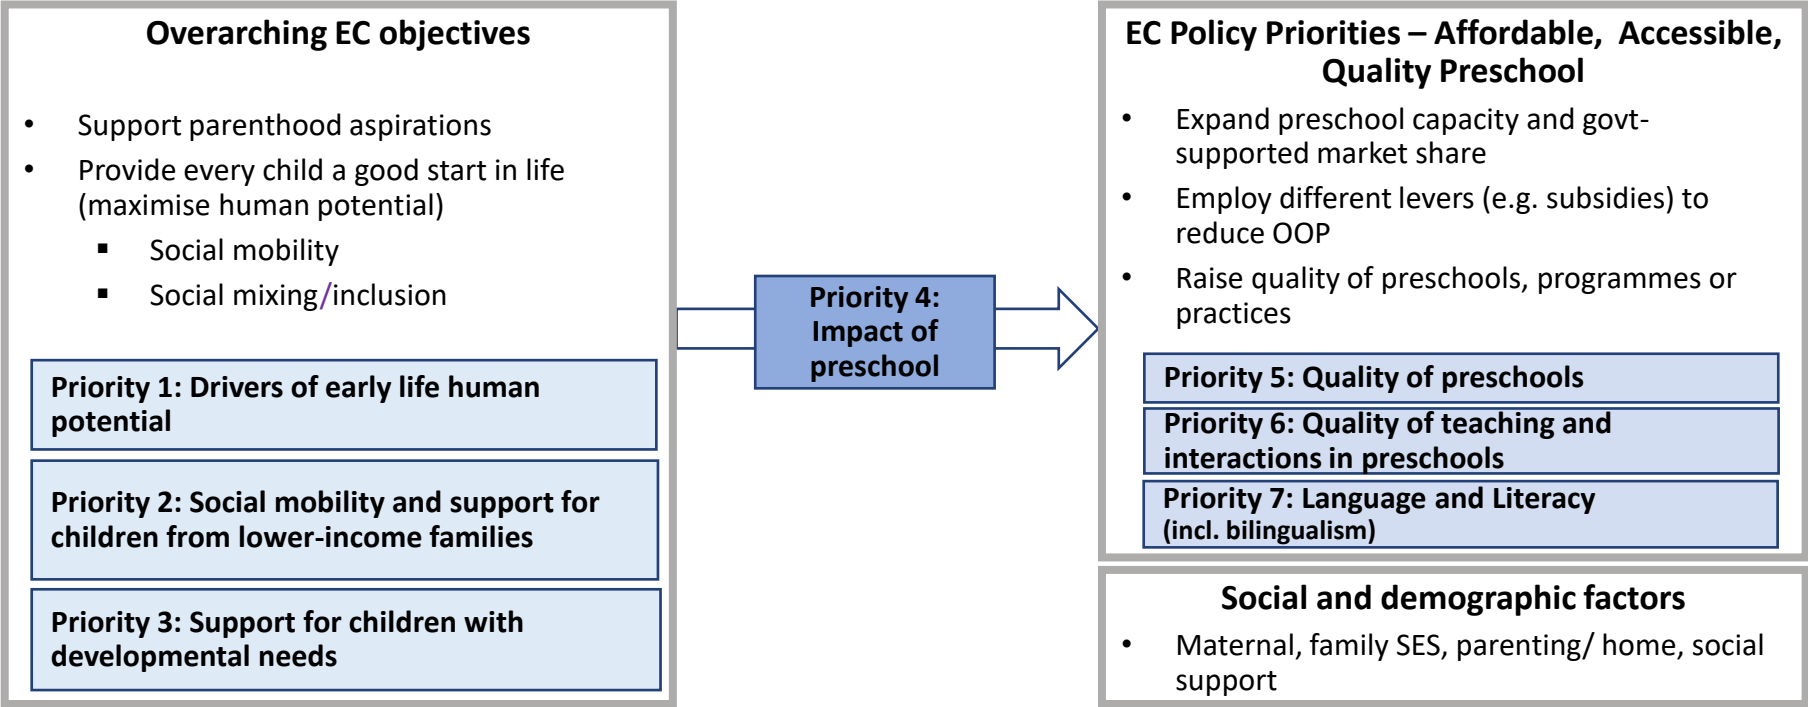 Overarching EC objectives
• Support parenthood aspirations
• Provide every child a good start in life
(maximise human potential)
▪ Social mobility
▪ Social mixing/inclusion
Priority 1: Drivers of early life human
potential
Priority 2: Social mobility and support for
children from lower-income families
Priority 3: Support for children with
developmental needs
Priority 4:
Impact of
preschool
EC Policy Priorities – Affordable, Accessible,
Quality Preschool
• Expand preschool capacity and govt-
supported market share
• Employ different levers (e.g. subsidies) to
reduce OOP
• Raise quality of preschools, programmes or
practices
Priority 5: Quality of preschools
Priority 6: Quality of teaching and
interactions in preschools
Priority 7: Language and Literacy
(incl. bilingualism)
Social and demographic factors
• Maternal, family SES, parenting/ home, social
support